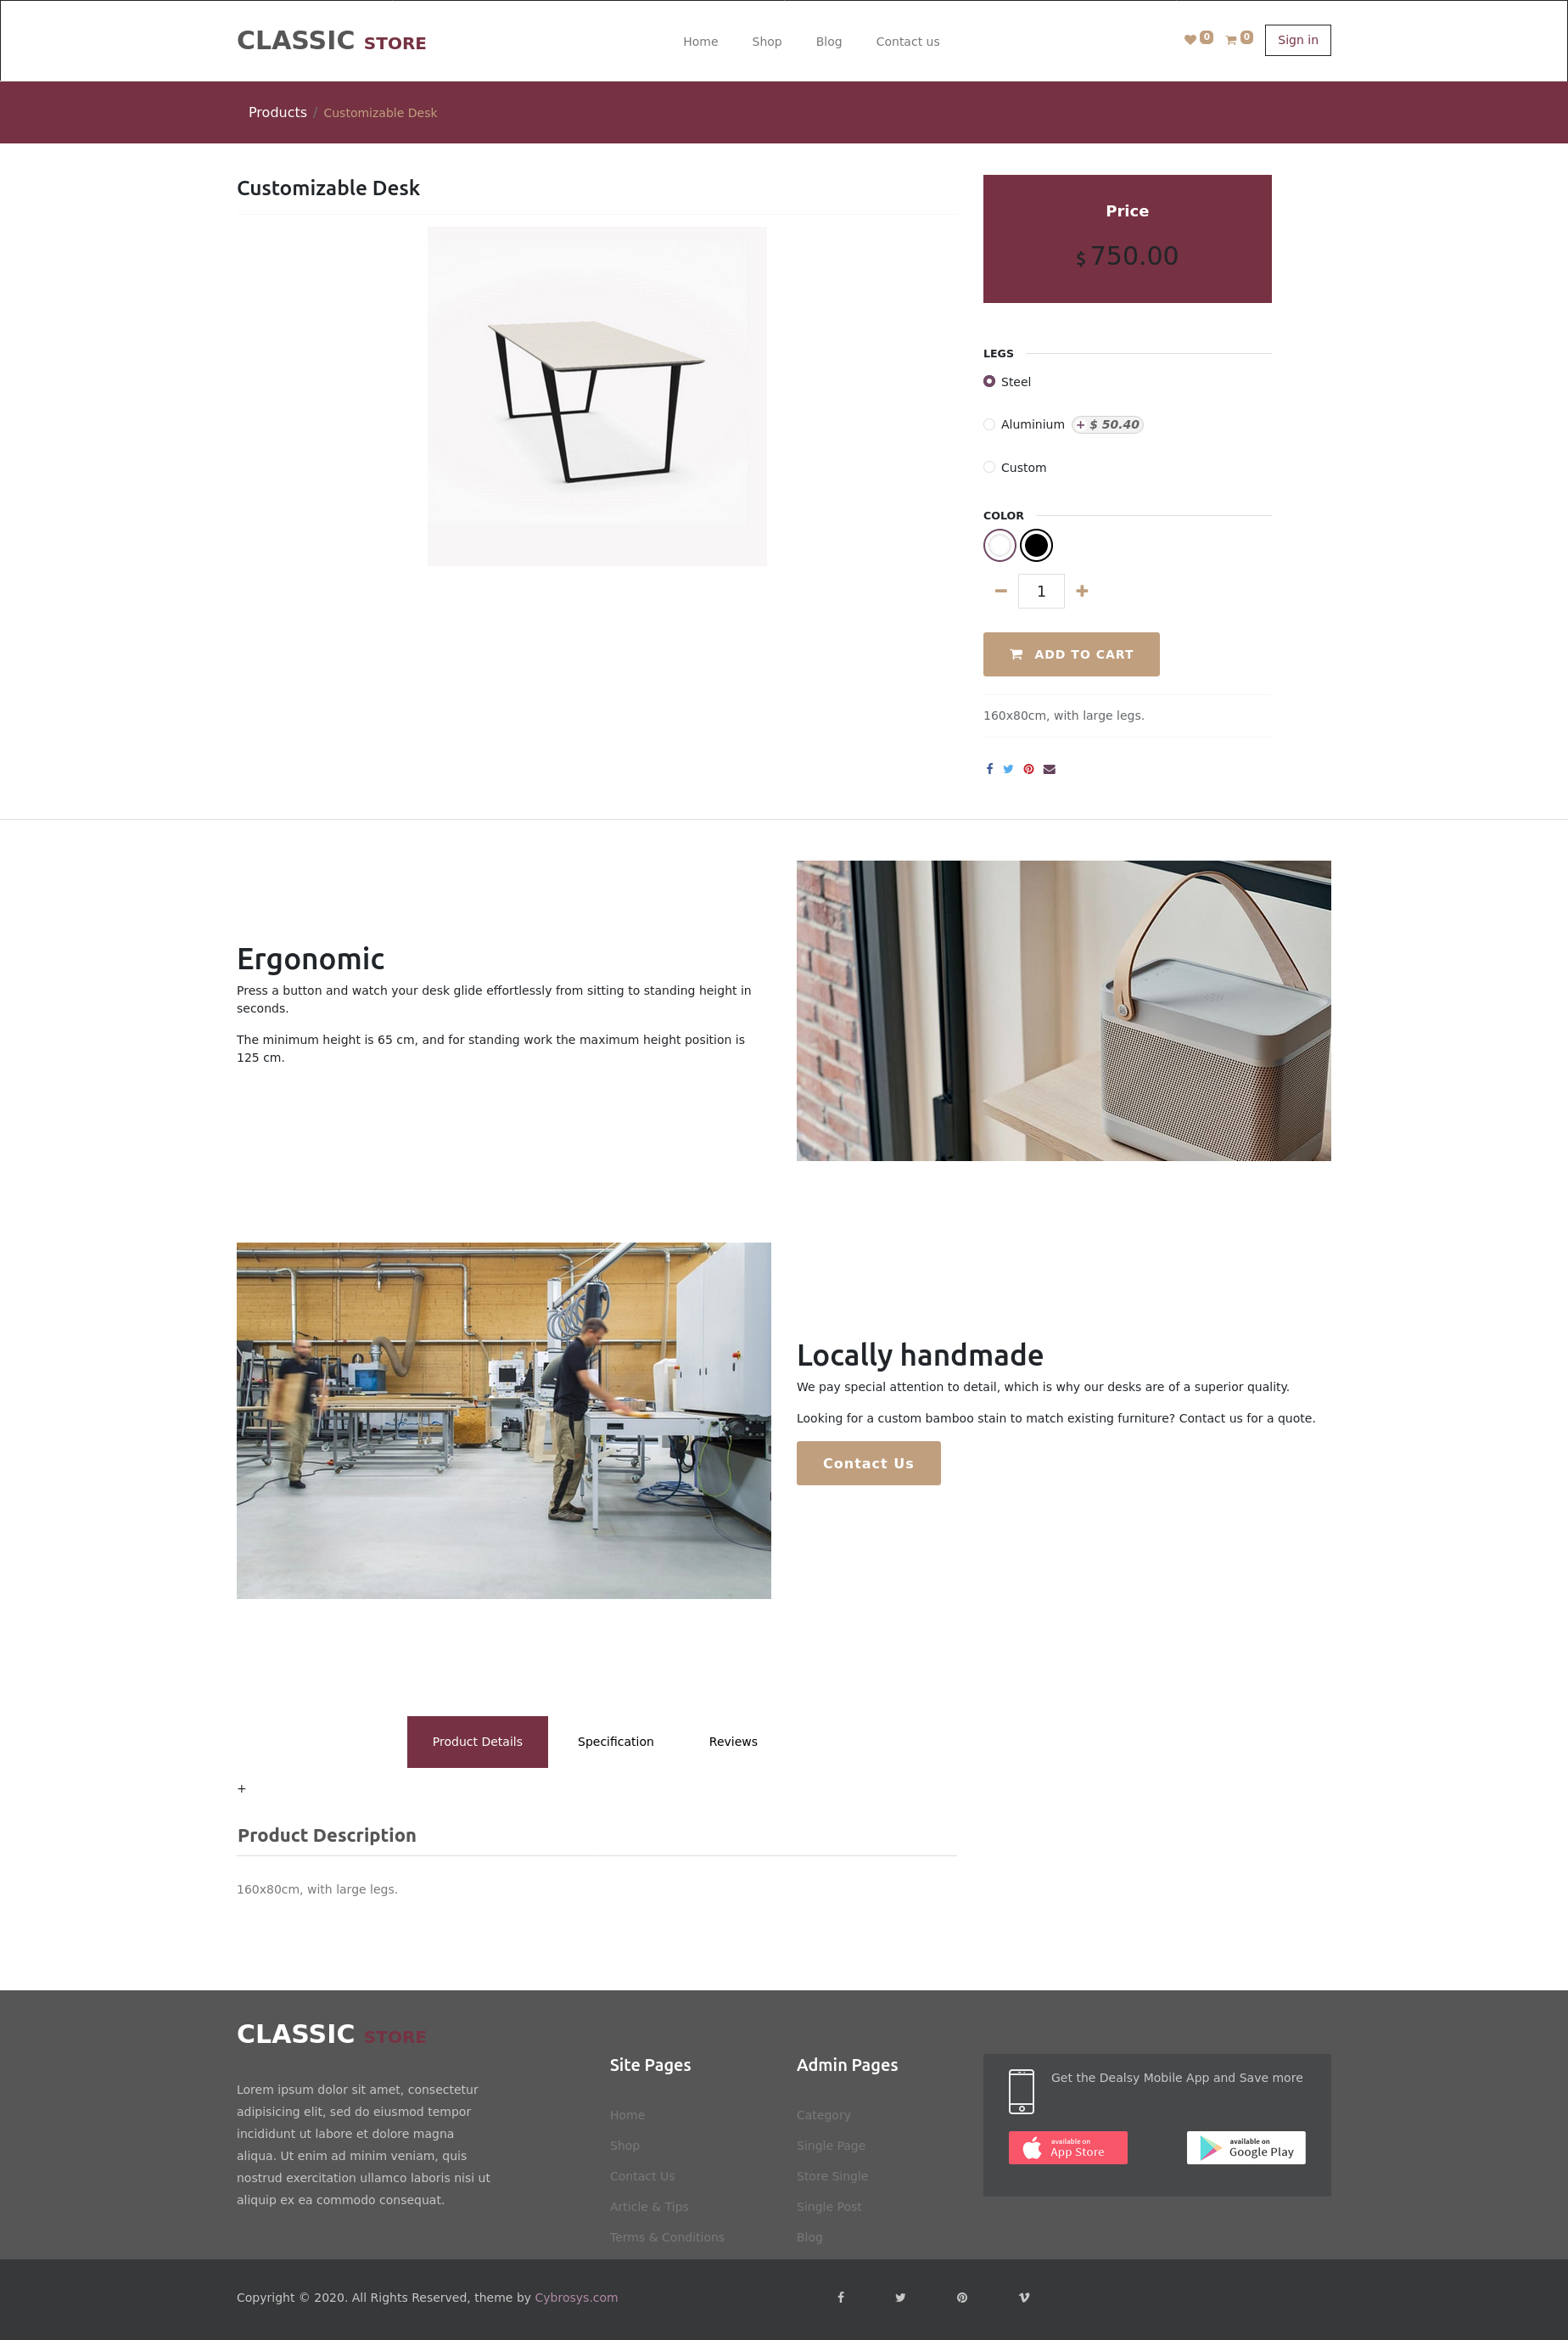 CLASSIC STORE
Home Shop Blog Contact us
0 0 Sign in
Products / Customizable Desk
Customizable Desk
Price
$ 750.00
LEGS
Steel
Aluminium + $ 50.40
Custom
COLOR
1
ADD TO CART
160x80cm, with large legs.
Ergonomic
Press a button and watch your desk glide effortlessly from sitting to standing height in
seconds.
The minimum height is 65 cm, and for standing work the maximum height position is
125 cm.
Locally handmade
We pay special attention to detail, which is why our desks are of a superior quality.
Looking for a custom bamboo stain to match existing furniture? Contact us for a quote.
Contact Us
Product Details Specification Reviews
+
Product Description
160x80cm, with large legs.
CLASSIC STORE
Lorem ipsum dolor sit amet, consectetur
adipisicing elit, sed do eiusmod tempor
incididunt ut labore et dolore magna
aliqua. Ut enim ad minim veniam, quis
nostrud exercitation ullamco laboris nisi ut
aliquip ex ea commodo consequat.
Site Pages
Home
Shop
Contact Us
Article & Tips
Terms & Conditions
Admin Pages
Category
Single Page
Store Single
Single Post
Blog
Get the Dealsy Mobile App and Save more
available on
App Store
available on
Google Play
Copyright © 2020. All Rights Reserved, theme by Cybrosys.com